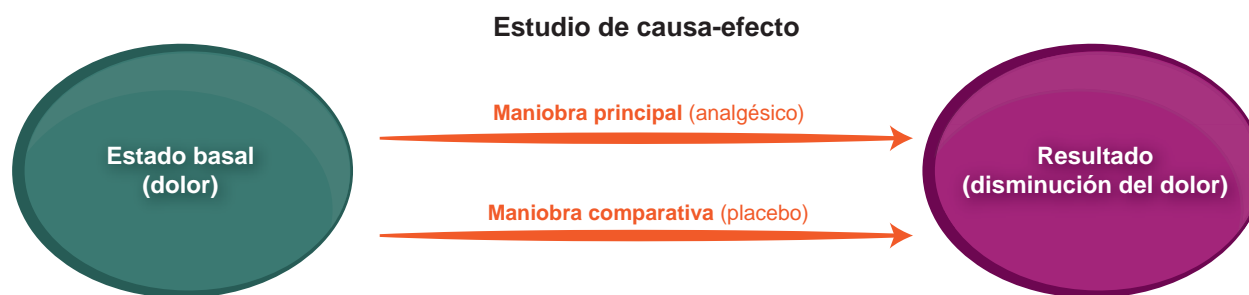 Estudio de causa-efecto
Maniobra principal (analgésico)
Estado basal
(dolor)
Resultado
(disminución del dolor)
Maniobra comparativa (placebo)